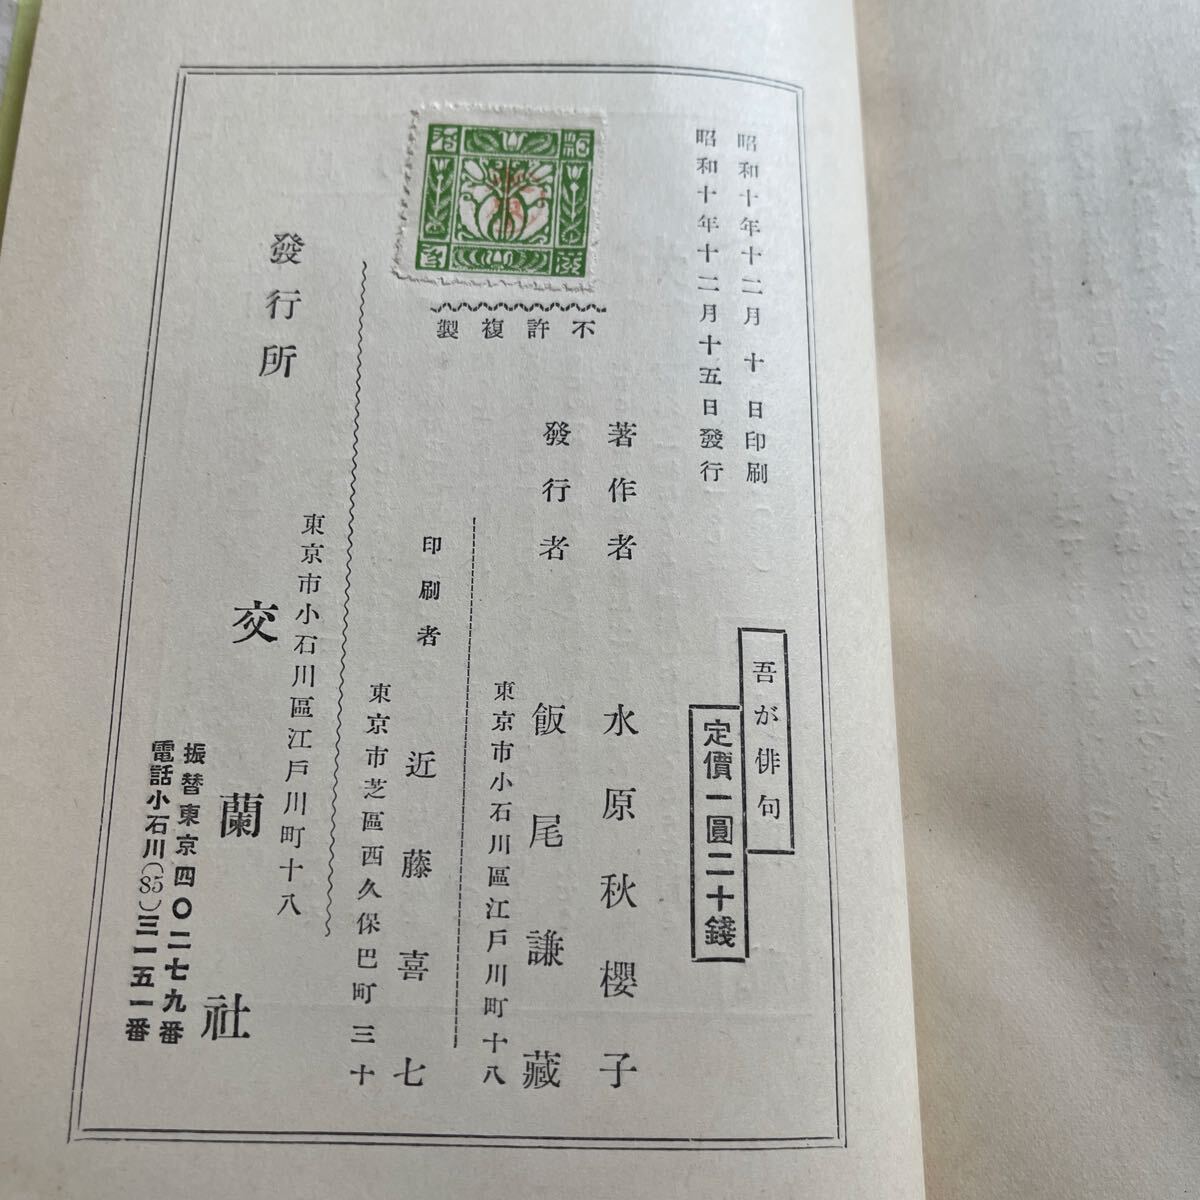 昭和十年十二月十日印刷
昭和十年十二月十五日發行
吾が俳句
定價一圓二十錢
不許複製
著作者 水原秋櫻子
發行者 飯尾謙藏
東京市小石川區江戸川町十八
印刷者 近藤喜七
東京市芝區西久保巴町三十
發行所
東京市小石川區江戸川町十八
交蘭社
振替東京四〇二七九番
電話小石川(85)三一五一番